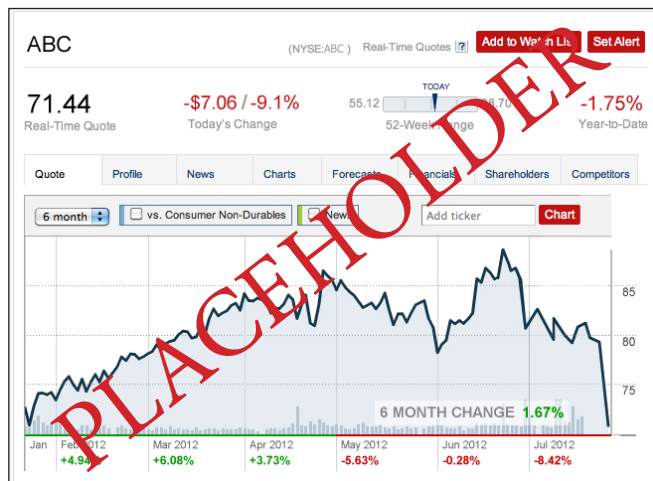 ABC
(NYSE:ABC ) Real-Time Quotes ? Add to Watch List Set Alert
TODAY
71.44 -$7.06 / -9.1% 55.12 88.70 -1.75%
Real-Time Quote Today's Change 52-Week Range Year-to-Date
Quote Profile News Charts Forecasts Financials Shareholders Competitors
6 month vs. Consumer Non-Durables News Add ticker Chart
85
80
75
6 MONTH CHANGE 1.67%
Jan Feb 2012 Mar 2012 Apr 2012 May 2012 Jun 2012 Jul 2012
+4.94% +6.08% +3.73% -5.63% -0.28% -8.42%
PLACEHOLDER